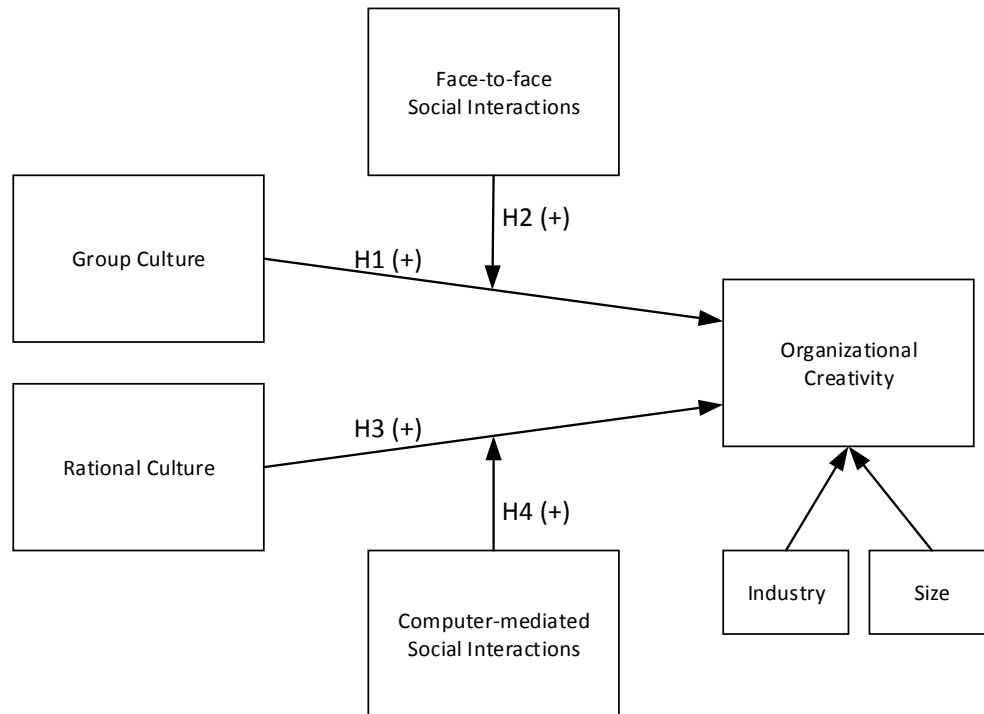 Face-to-face
Social Interactions
H2 (+)
Group Culture
H1 (+)
Organizational
Creativity
Rational Culture
H3 (+)
H4 (+)
Computer-mediated
Social Interactions
Industry
Size